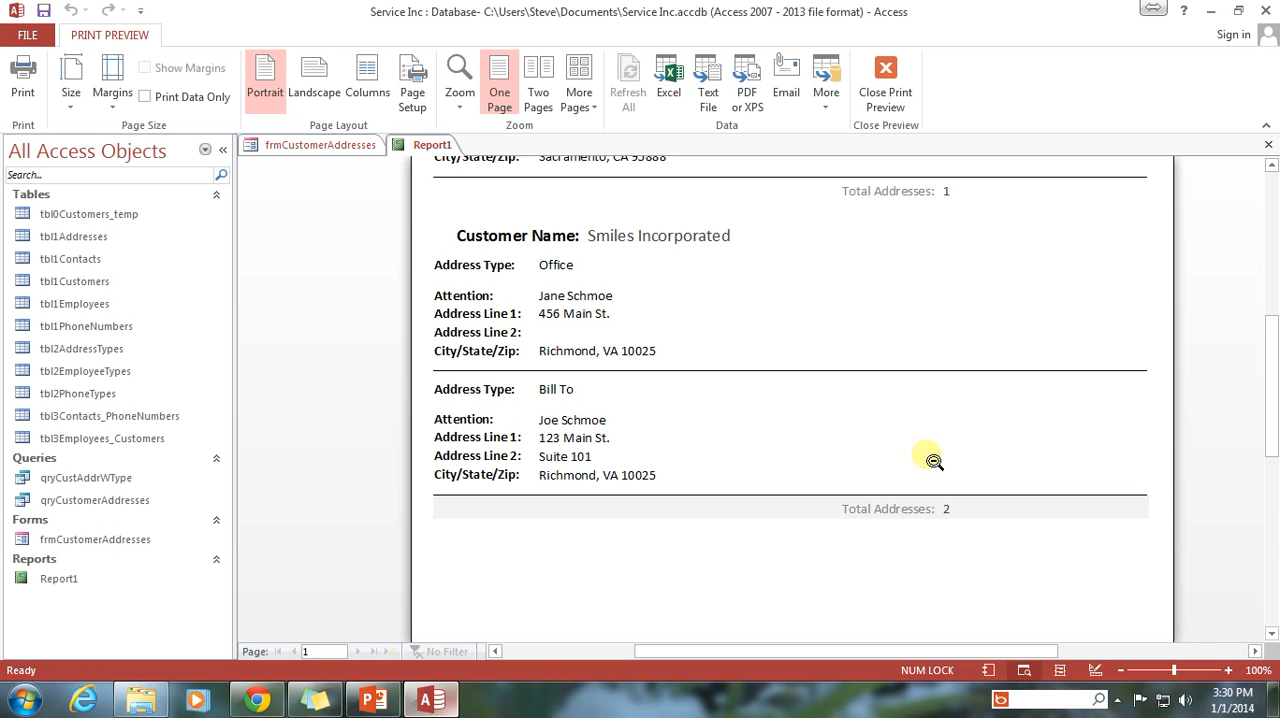 Service Inc : Database- C:\Users\Steve\Documents\Service Inc.accdb (Access 2007 - 2013 file format) - Access
FILE
PRINT PREVIEW
Sign in
Print
Size
Margins
Show Margins
Print Data Only
Portrait
Landscape
Columns
Page Setup
Zoom
One Page
Two Pages
More Pages
Refresh All
Excel
Text File
PDF or XPS
Email
More
Close Print Preview
Print
Page Size
Page Layout
Zoom
Data
Close Preview
All Access Objects
Search...
Tables
tbl0Customers_temp
tbl1Addresses
tbl1Contacts
tbl1Customers
tbl1Employees
tbl1PhoneNumbers
tbl2AddressTypes
tbl2EmployeeTypes
tbl2PhoneTypes
tbl3Contacts_PhoneNumbers
tbl3Employees_Customers
Queries
qryCustAddrWType
qryCustomerAddresses
Forms
frmCustomerAddresses
Reports
Report1
frmCustomerAddresses
Report1
City/State/Zip: Sacramento, CA 95888
Total Addresses: 1
Customer Name: Smiles Incorporated
Address Type: Office
Attention: Jane Schmoe
Address Line 1: 456 Main St.
Address Line 2:
City/State/Zip: Richmond, VA 10025
Address Type: Bill To
Attention: Joe Schmoe
Address Line 1: 123 Main St.
Address Line 2: Suite 101
City/State/Zip: Richmond, VA 10025
Total Addresses: 2
Page: 1
No Filter
Ready
NUM LOCK
100%
3:30 PM
1/1/2014